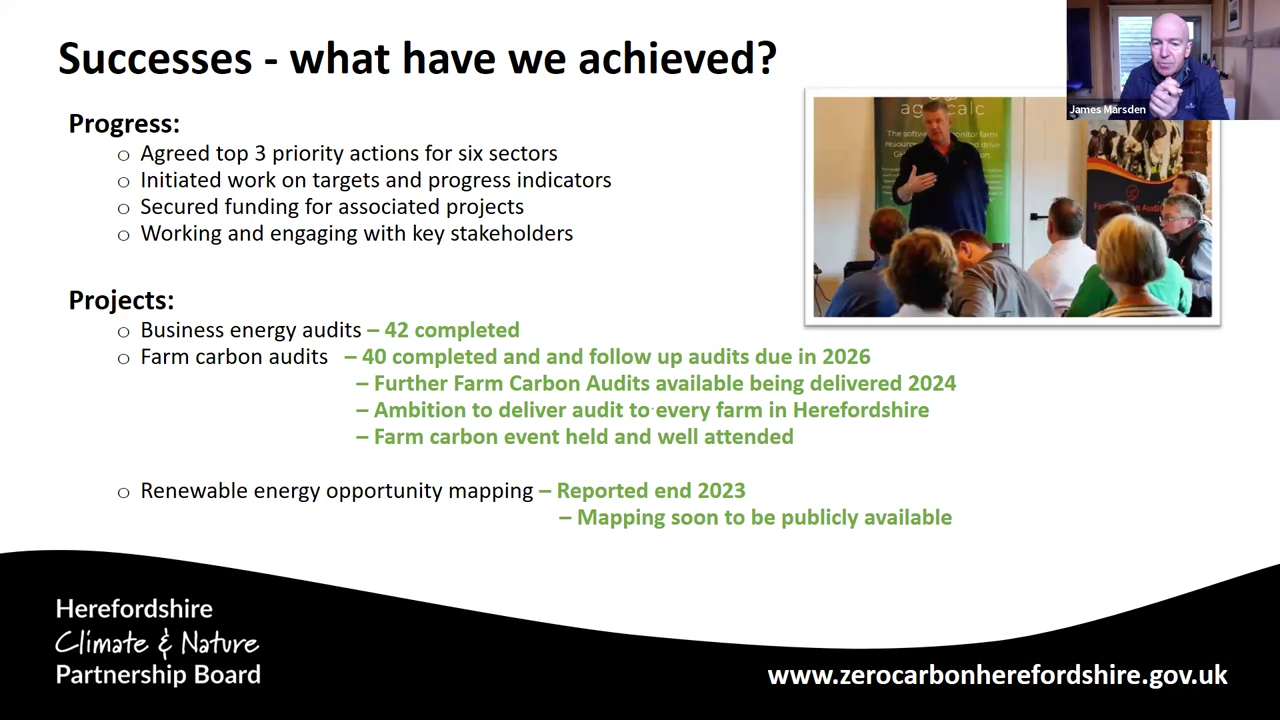 Successes - what have we achieved?
James Marsden
Progress:
o Agreed top 3 priority actions for six sectors
o Initiated work on targets and progress indicators
o Secured funding for associated projects
o Working and engaging with key stakeholders
Projects:
o Business energy audits – 42 completed
o Farm carbon audits – 40 completed and and follow up audits due in 2026
– Further Farm Carbon Audits available being delivered 2024
– Ambition to deliver audit to every farm in Herefordshire
– Farm carbon event held and well attended
o Renewable energy opportunity mapping – Reported end 2023
– Mapping soon to be publicly available
Herefordshire
Climate & Nature
Partnership Board
www.zerocarbonherefordshire.gov.uk